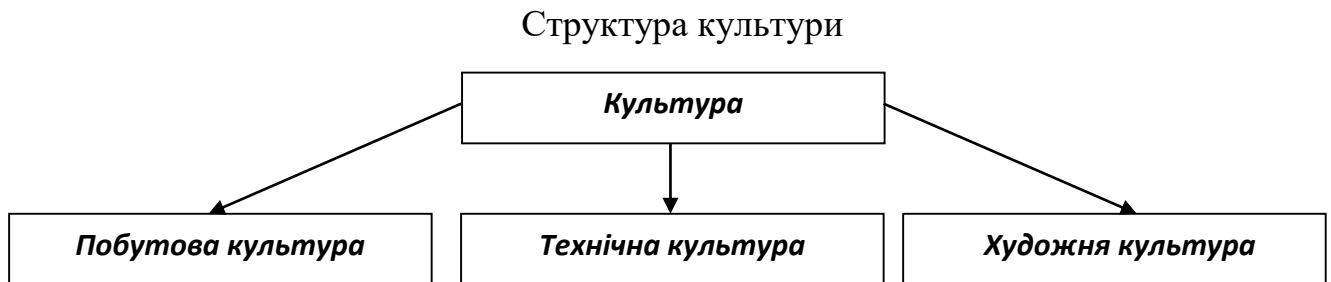 Структура культури
Культура
Побутова культура
Технічна культура
Художня культура